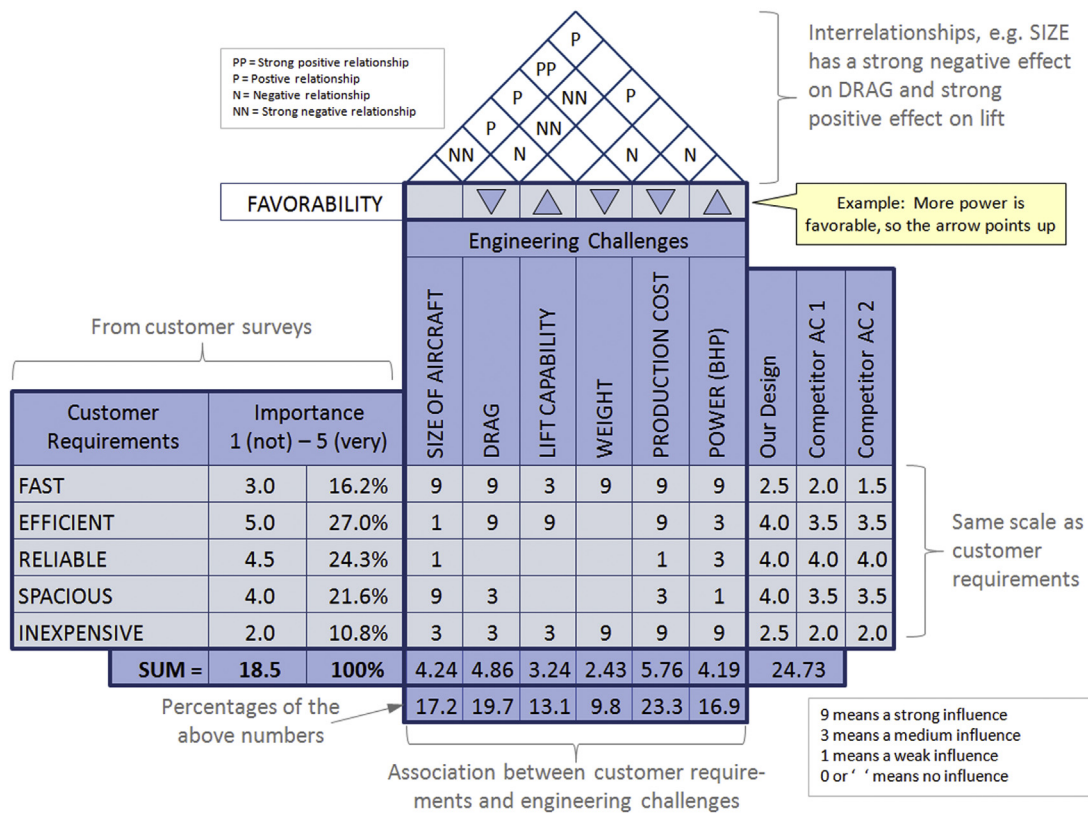 PP = Strong positive relationship
P = Postive relationship
N = Negative relationship
NN = Strong negative relationship
P
PP
P NN P
P NN
NN N N N
Interrelationships, e.g. SIZE
has a strong negative effect
on DRAG and strong
positive effect on lift
FAVORABILITY
Example: More power is
favorable, so the arrow points up
Engineering Challenges
SIZE OF AIRCRAFT
DRAG
LIFT CAPABILITY
WEIGHT
PRODUCTION COST
POWER (BHP)
Our Design
Competitor AC 1
Competitor AC 2
From customer surveys
Customer
Requirements
Importance
1 (not) – 5 (very)
FAST 3.0 16.2% 9 9 3 9 9 9 2.5 2.0 1.5
EFFICIENT 5.0 27.0% 1 9 9 9 3 4.0 3.5 3.5
RELIABLE 4.5 24.3% 1 1 3 4.0 4.0 4.0
SPACIOUS 4.0 21.6% 9 3 3 1 4.0 3.5 3.5
INEXPENSIVE 2.0 10.8% 3 3 3 9 9 9 2.5 2.0 2.0
SUM = 18.5 100% 4.24 4.86 3.24 2.43 5.76 4.19 24.73
17.2 19.7 13.1 9.8 23.3 16.9
Same scale as
customer
requirements
Percentages of the
above numbers
Association between customer require-
ments and engineering challenges
9 means a strong influence
3 means a medium influence
1 means a weak influence
0 or ‘ ‘ means no influence